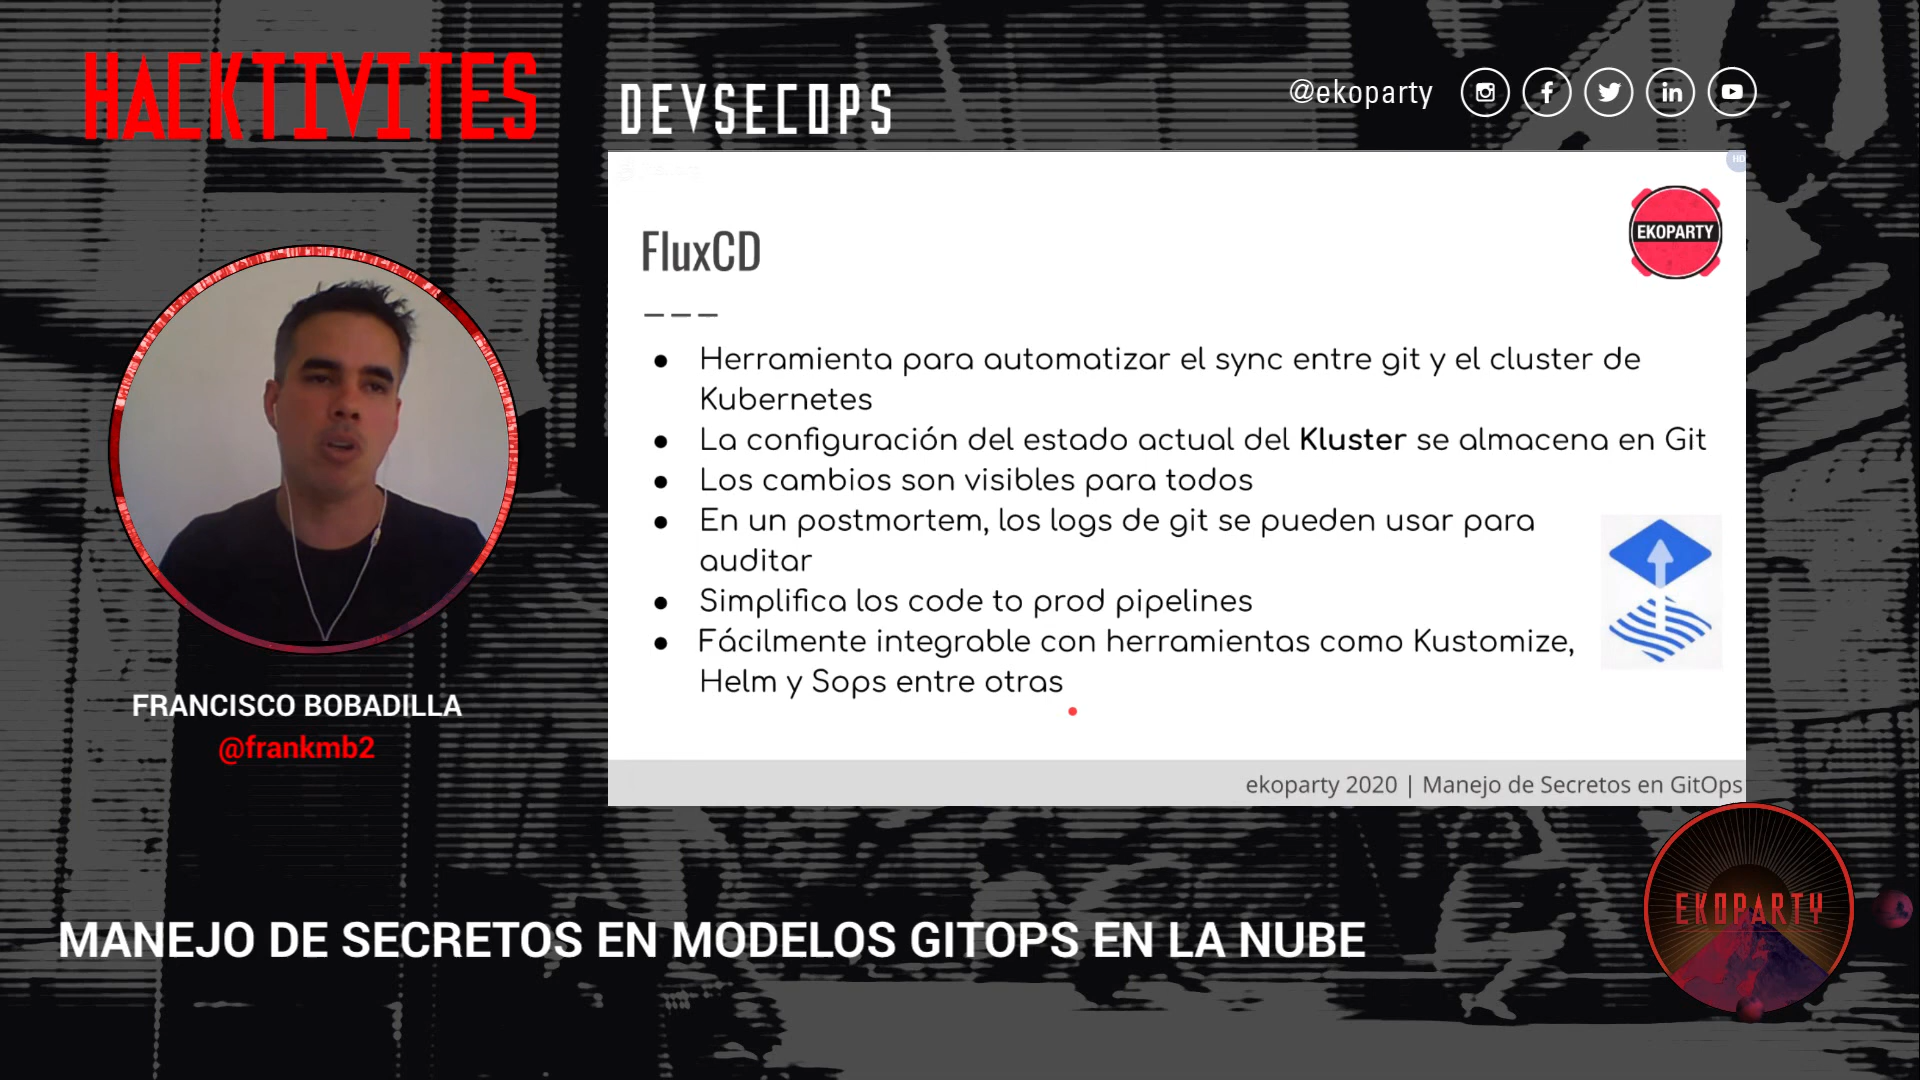 HACKTIVITES
DEVSECOPS
@ekoparty
HD
EKOPARTY
FluxCD
Herramienta para automatizar el sync entre git y el cluster de
Kubernetes
La configuración del estado actual del Kluster se almacena en Git
Los cambios son visibles para todos
En un postmortem, los logs de git se pueden usar para
auditar
Simplifica los code to prod pipelines
Fácilmente integrable con herramientas como Kustomize,
Helm y Sops entre otras
ekoparty 2020 | Manejo de Secretos en GitOps
FRANCISCO BOBADILLA
@frankmb2
EKOPARTY
MANEJO DE SECRETOS EN MODELOS GITOPS EN LA NUBE